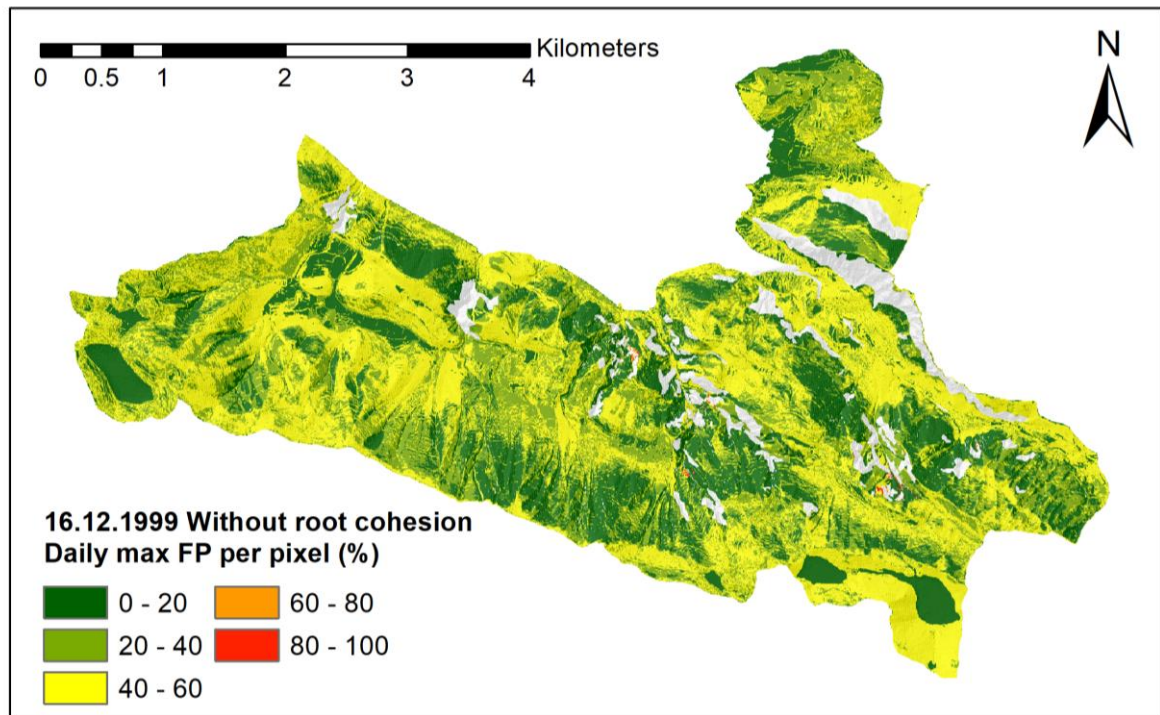 Kilometers
0 0.5 1 2 3 4
N
16.12.1999 Without root cohesion
Daily max FP per pixel (%)
0 - 20 60 - 80
20 - 40 80 - 100
40 - 60